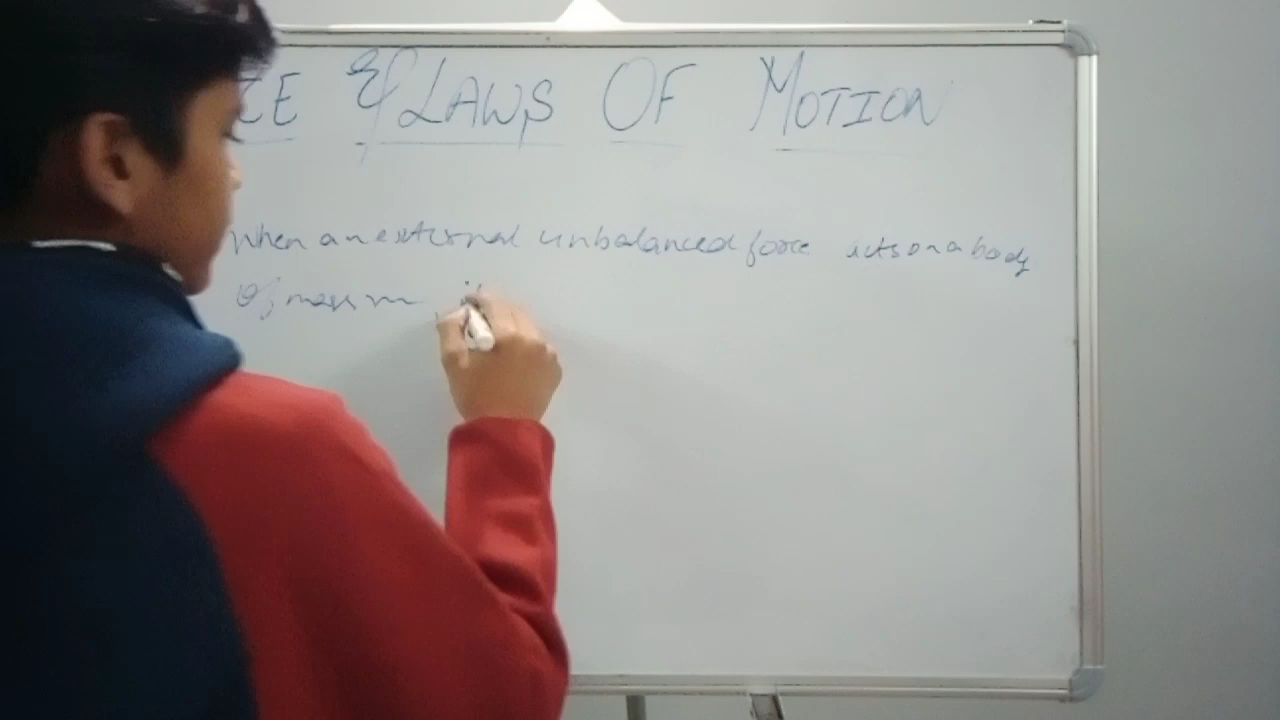 CE & LAWS OF MOTION
When an external unbalanced force acts on a body
Of mass m